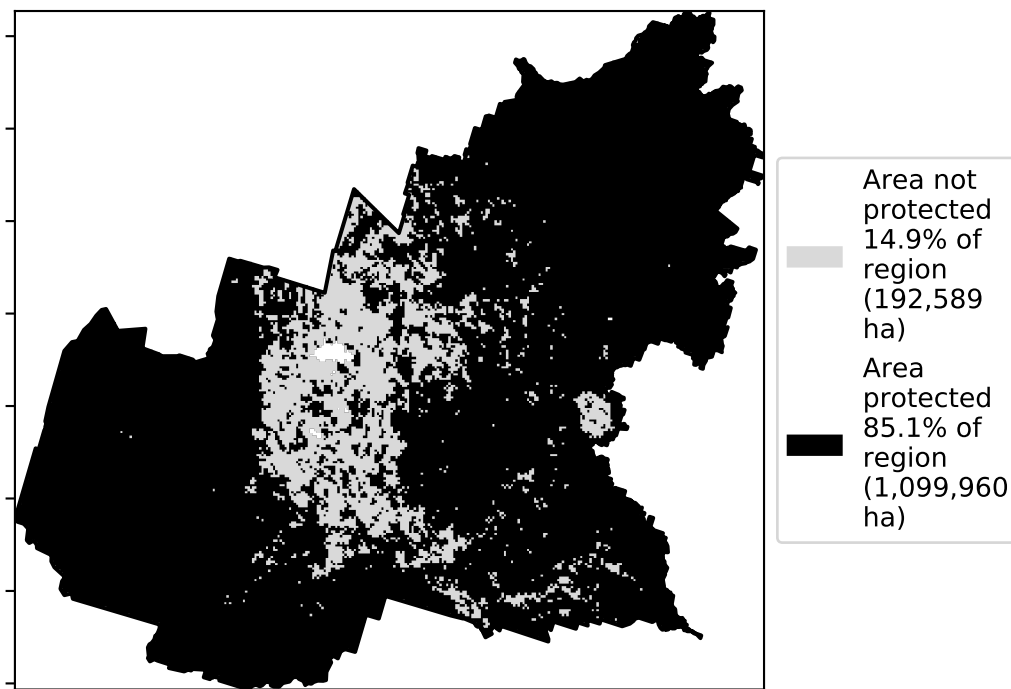 Area not
protected
14.9% of
region
(192,589
ha)
Area
protected
85.1% of
region
(1,099,960
ha)